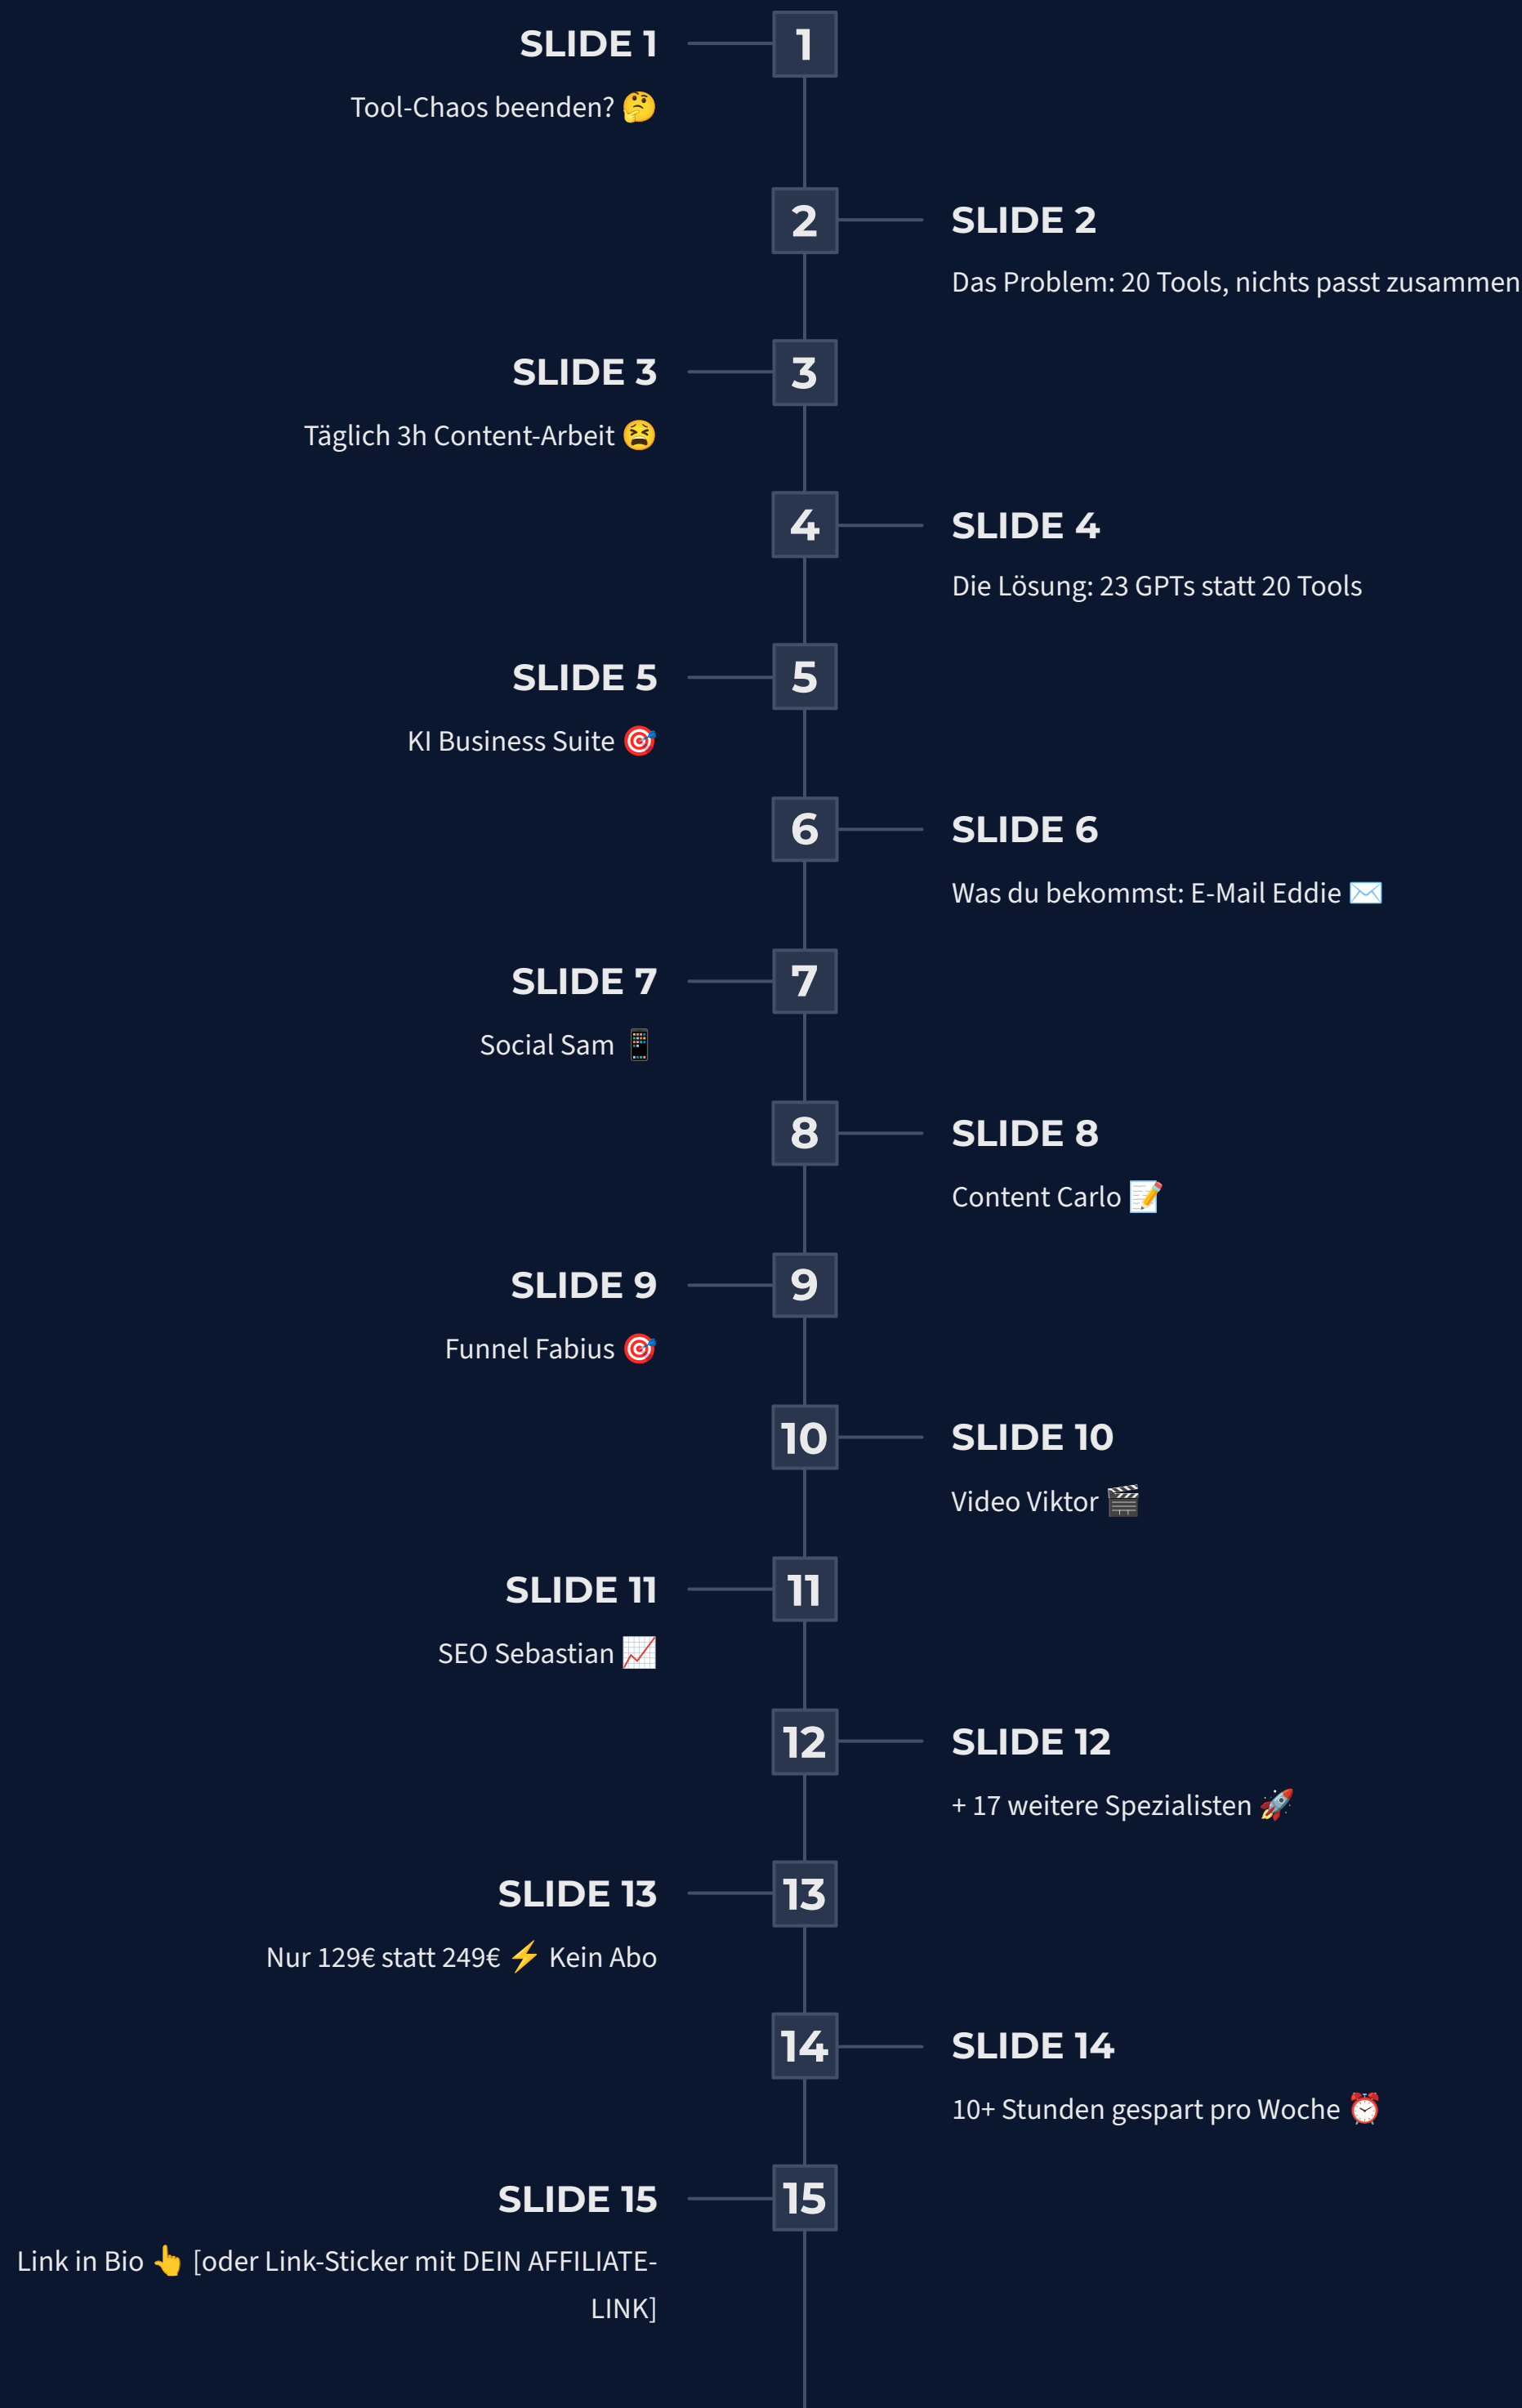 SLIDE 1
1
Tool-Chaos beenden? 🤔
2
SLIDE 2
Das Problem: 20 Tools, nichts passt zusammen
SLIDE 3
3
Täglich 3h Content-Arbeit 😫
4
SLIDE 4
Die Lösung: 23 GPTs statt 20 Tools
SLIDE 5
5
KI Business Suite 🎯
6
SLIDE 6
Was du bekommst: E-Mail Eddie ✉️
SLIDE 7
7
Social Sam 📱
8
SLIDE 8
Content Carlo 📝
SLIDE 9
9
Funnel Fabius 🎯
10
SLIDE 10
Video Viktor 🎬
SLIDE 11
11
SEO Sebastian 📈
12
SLIDE 12
+ 17 weitere Spezialisten 🚀
SLIDE 13
13
Nur 129€ statt 249€ ⚡ Kein Abo
14
SLIDE 14
10+ Stunden gespart pro Woche ⏰
SLIDE 15
15
Link in Bio 👆 [oder Link-Sticker mit DEIN AFFILIATE-
LINK]